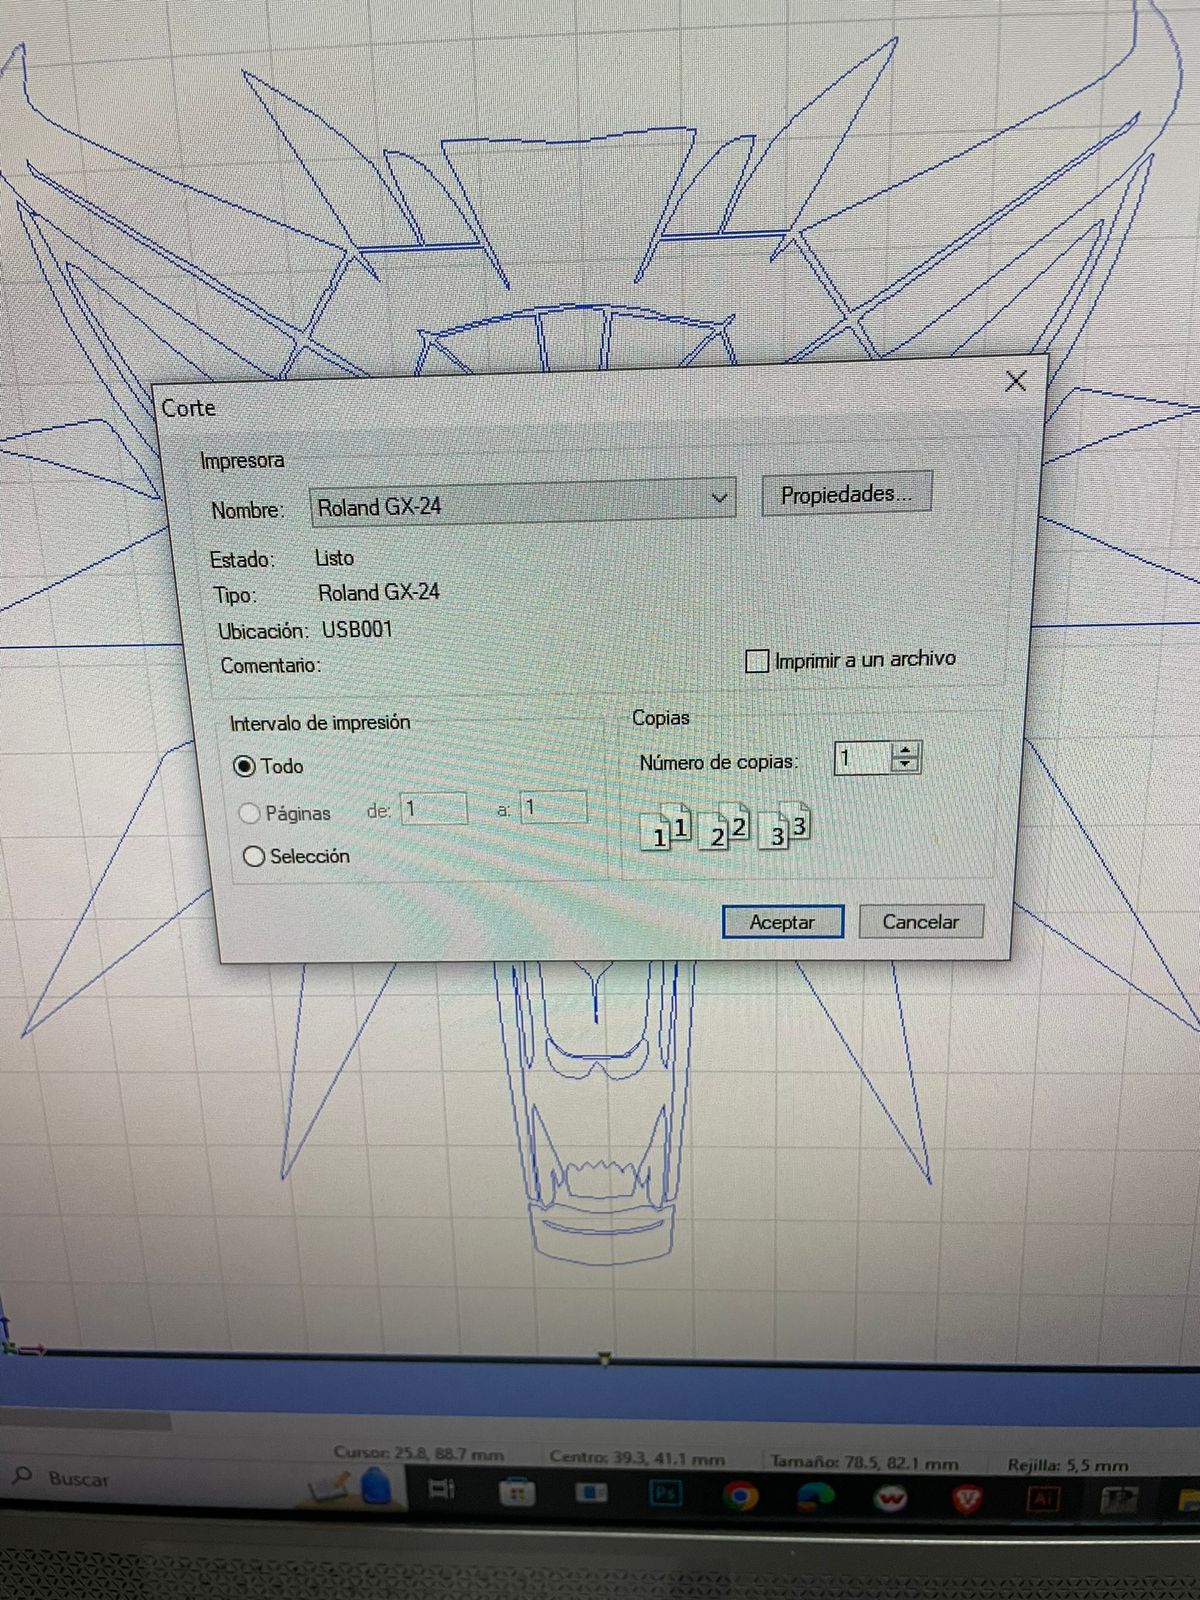 Corte
Impresora
Nombre: Roland GX-24 Propiedades...
Estado: Listo
Tipo: Roland GX-24
Ubicación: USB001
Comentario: Imprimir a un archivo
Intervalo de impresión
Todo
Páginas de: 1 a: 1
Selección
Copias
Número de copias: 1
1 1 2 2 3 3
Aceptar Cancelar
Cursor: 25.8, 88.7 mm Centro: 39.3, 41.1 mm Tamaño: 78.5, 82.1 mm Rejilla: 5,5 mm
Buscar
Ps
Ai